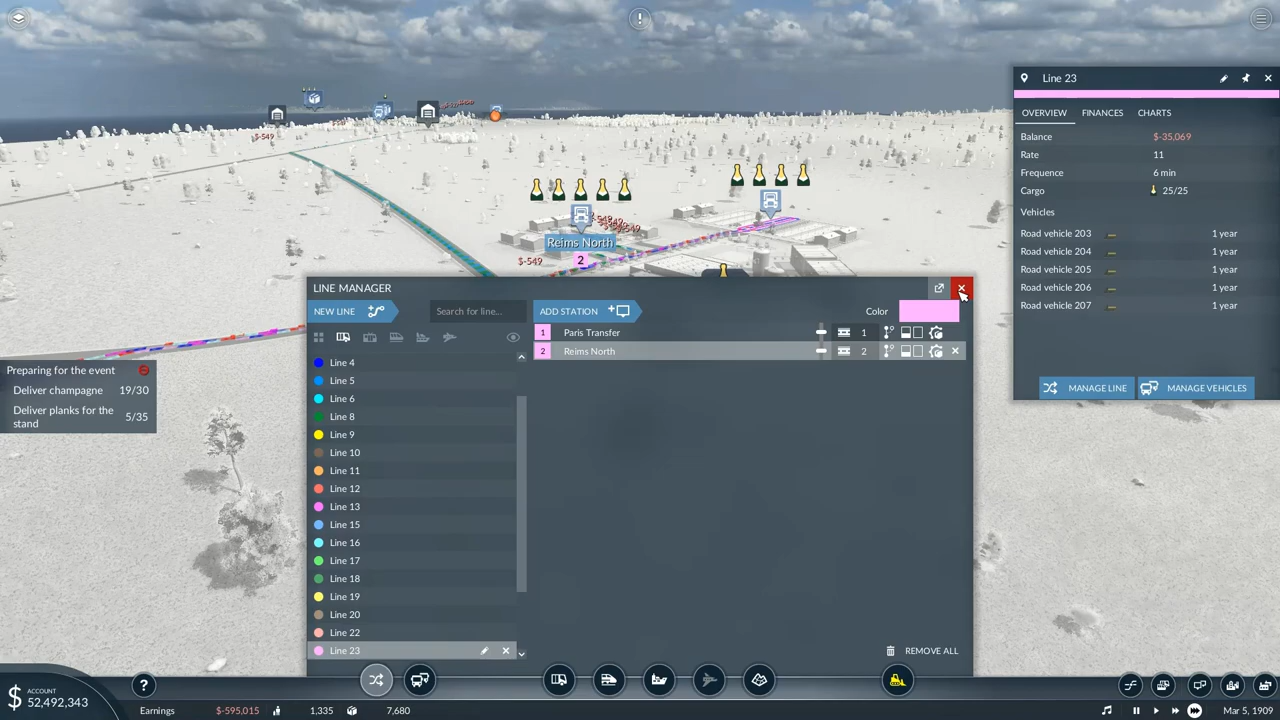 Line 23
OVERVIEW FINANCES CHARTS
Balance $-35,069
Rate 11
Frequency 6 min
Cargo 25/25
Vehicles
Road vehicle 203 1 year
Road vehicle 204 1 year
Road vehicle 205 1 year
Road vehicle 206 1 year
Road vehicle 207 1 year
MANAGE LINE MANAGE VEHICLES
$-549
Reims North
$-549
2
LINE MANAGER
NEW LINE Search for line... ADD STATION Color
1 Paris Transfer 1
2 Reims North 2
Line 4
Line 5
Line 6
Line 8
Line 9
Line 10
Line 11
Line 12
Line 13
Line 15
Line 16
Line 17
Line 18
Line 19
Line 20
Line 22
Line 23
REMOVE ALL
Preparing for the event
Deliver champagne 19/30
Deliver planks for the 5/35
stand
$ ACCOUNT
52,492,343
?
Earnings $-595,015 1,335 7,680
Mar 5, 1909